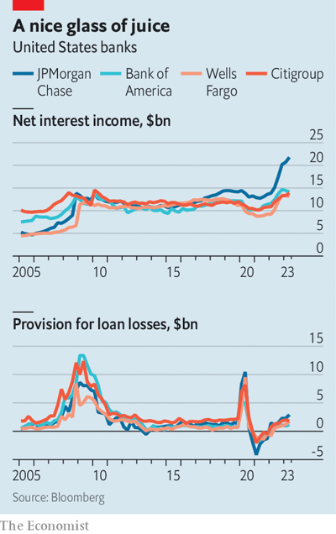 A nice glass of juice
United States banks
JPMorgan Chase
Bank of America
Wells Fargo
Citigroup
Net interest income, $bn
25
20
15
10
5
0
2005 10 15 20 23
Provision for loan losses, $bn
15
10
5
0
-5
2005 10 15 20 23
Source: Bloomberg
The Economist